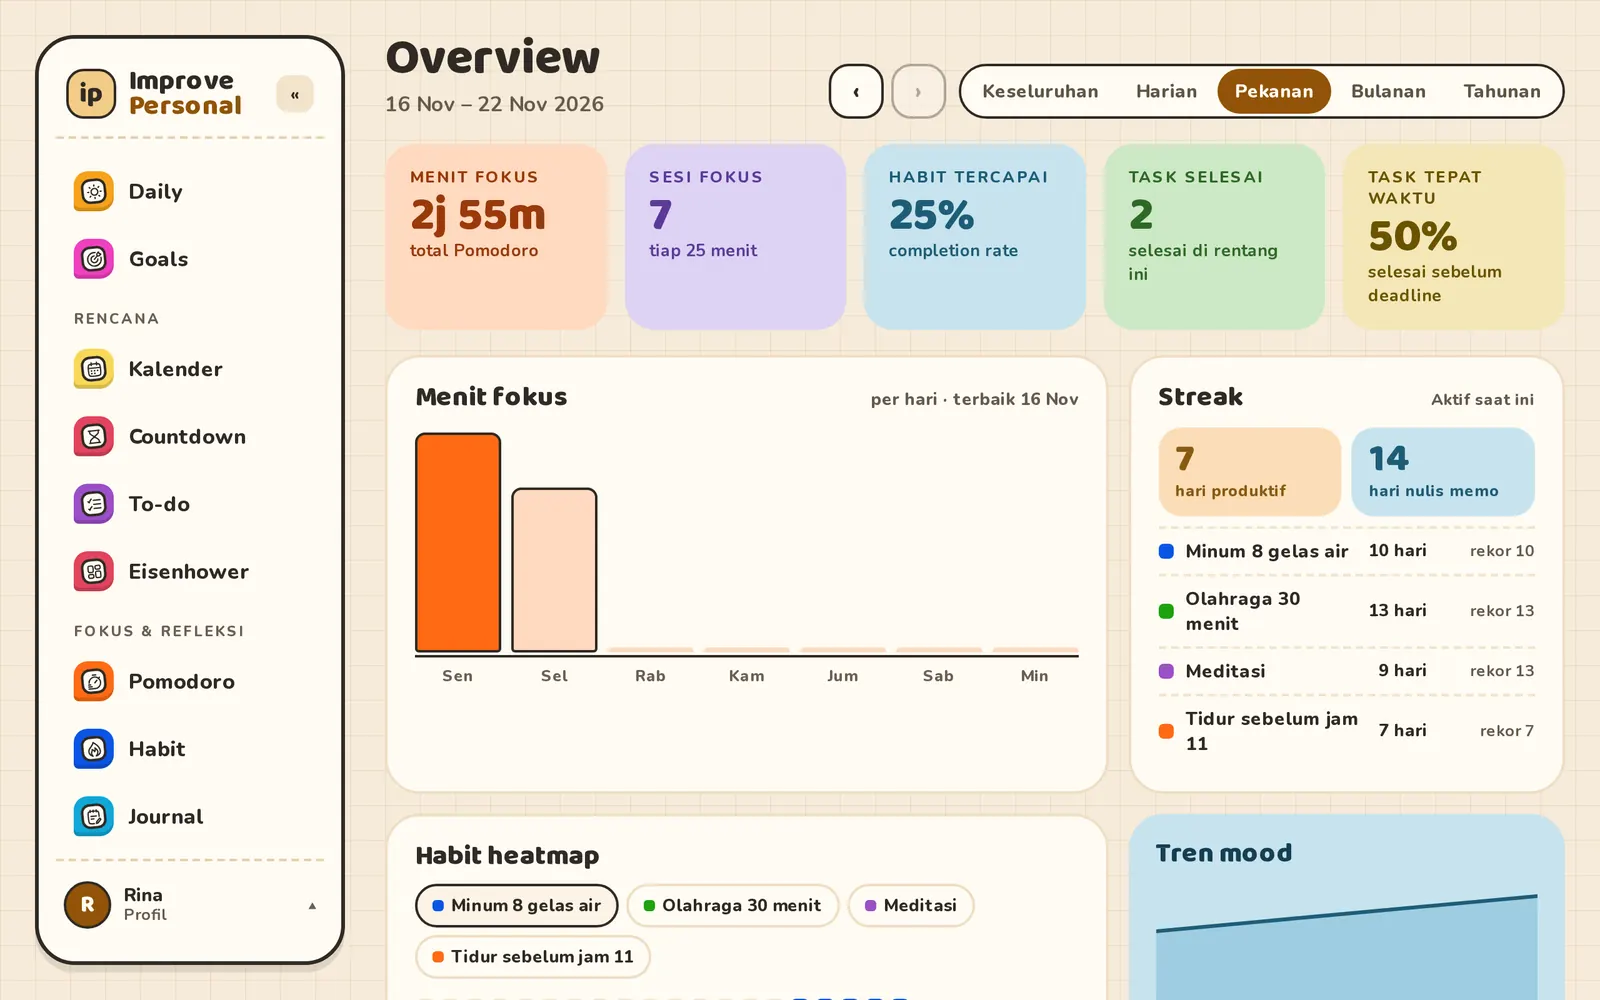 ip
Improve
Personal
«
Daily
Goals
RENCANA
Kalender
Countdown
To-do
Eisenhower
FOKUS & REFLEKSI
Pomodoro
Habit
Journal
R
Rina
Profil
Overview
16 Nov – 22 Nov 2026
‹ › Keseluruhan Harian Pekanan Bulanan Tahunan
MENIT FOKUS
2j 55m
total Pomodoro
SESI FOKUS
7
tiap 25 menit
HABIT TERCAPAI
25%
completion rate
TASK SELESAI
2
selesai di rentang
ini
TASK TEPAT
WAKTU
50%
selesai sebelum
deadline
Menit fokus
per hari · terbaik 16 Nov
Sen Sel Rab Kam Jum Sab Min
Streak
Aktif saat ini
7
hari produktif
14
hari nulis memo
Minum 8 gelas air 10 hari rekor 10
Olahraga 30
menit
13 hari rekor 13
Meditasi 9 hari rekor 13
Tidur sebelum jam
11
7 hari rekor 7
Habit heatmap
Minum 8 gelas air Olahraga 30 menit Meditasi
Tidur sebelum jam 11
Tren mood